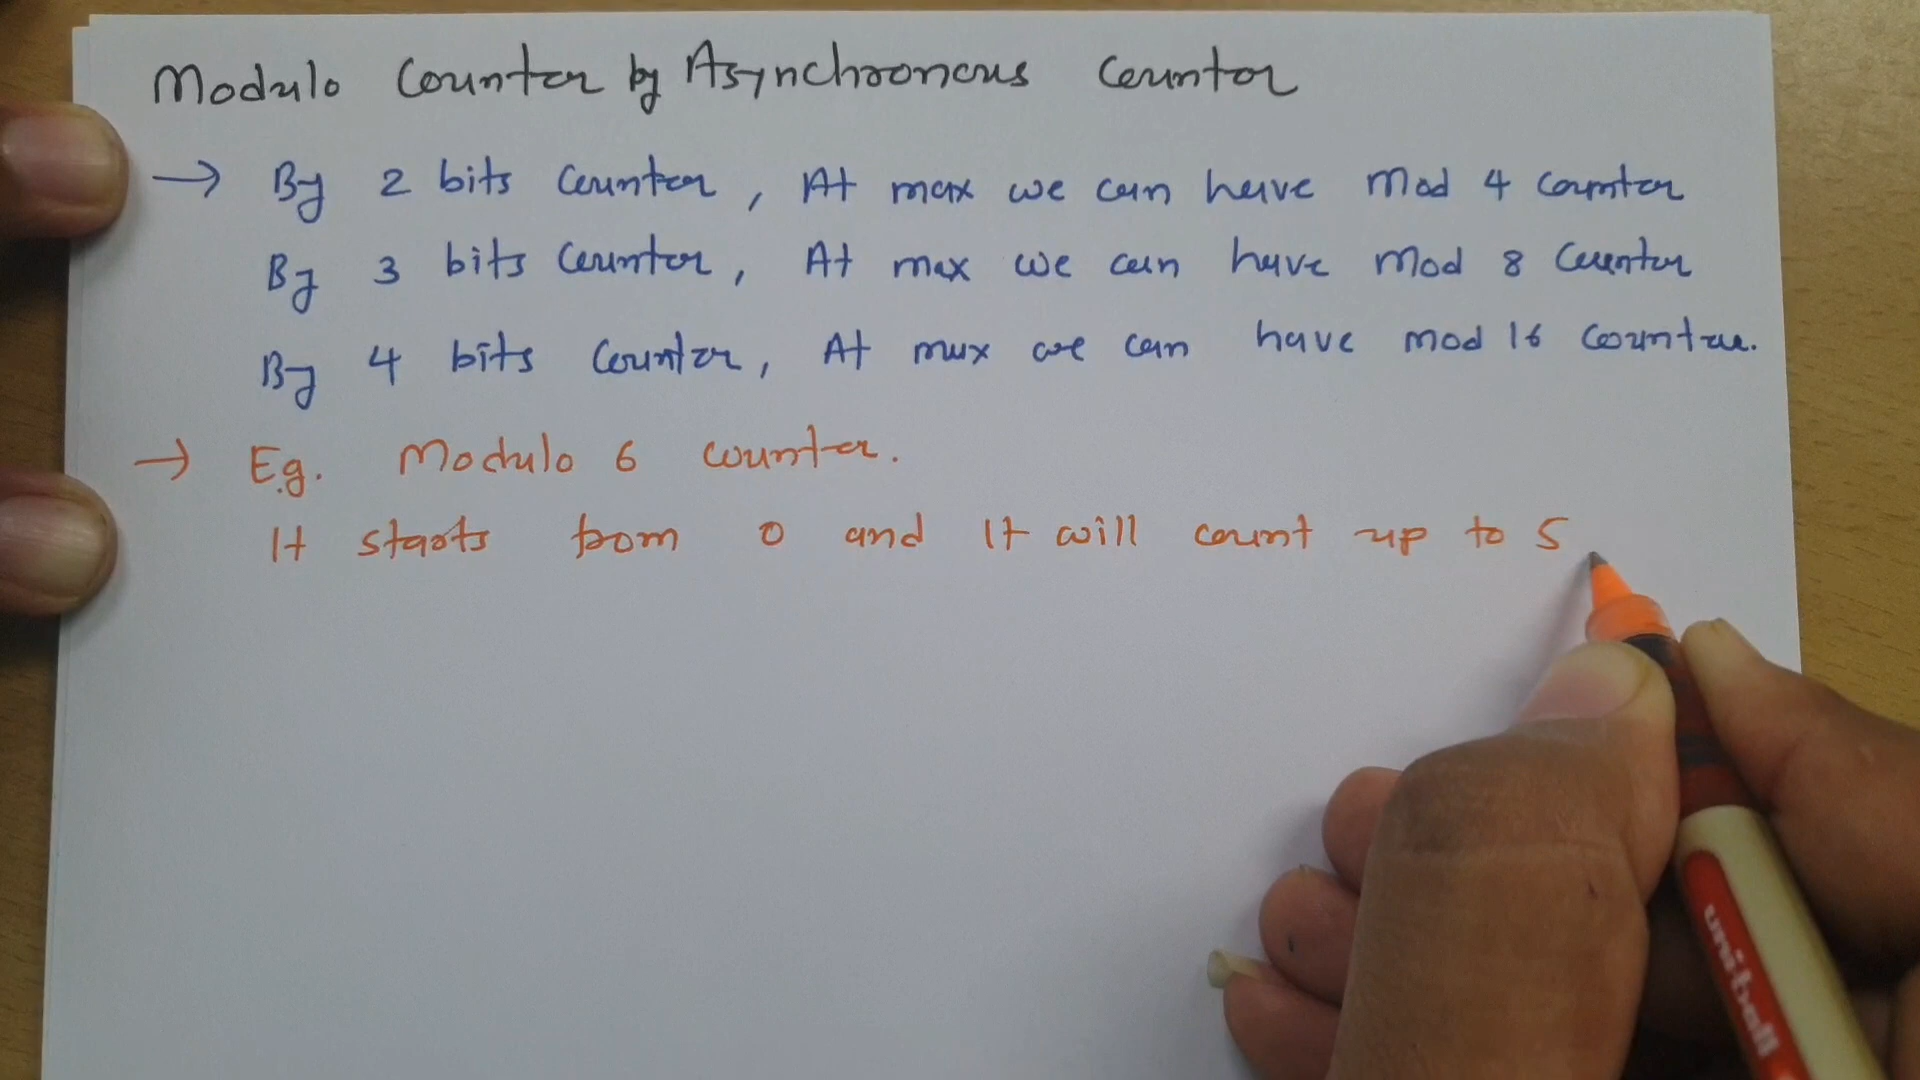 Modulo Counter by Asynchronous Counter
→ By 2 bits Counter, At max we can have Mod 4 Counter
By 3 bits Counter, At max we can have Mod 8 Counter
By 4 bits Counter, At max we can have mod 16 Counter.
→ E.g. Modulo 6 counter.
It starts from 0 and It will count up to 5
uniball